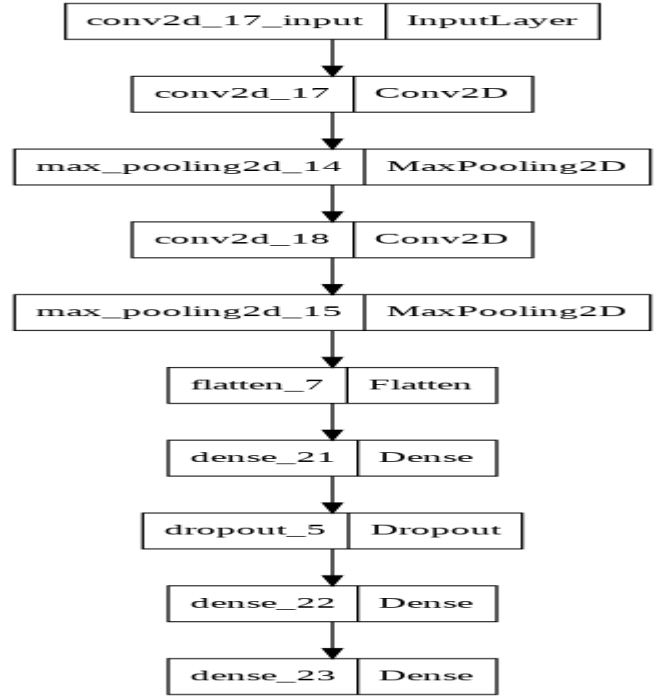 conv2d_17_input InputLayer
conv2d_17 Conv2D
max_pooling2d_14 MaxPooling2D
conv2d_18 Conv2D
max_pooling2d_15 MaxPooling2D
flatten_7 Flatten
dense_21 Dense
dropout_5 Dropout
dense_22 Dense
dense_23 Dense